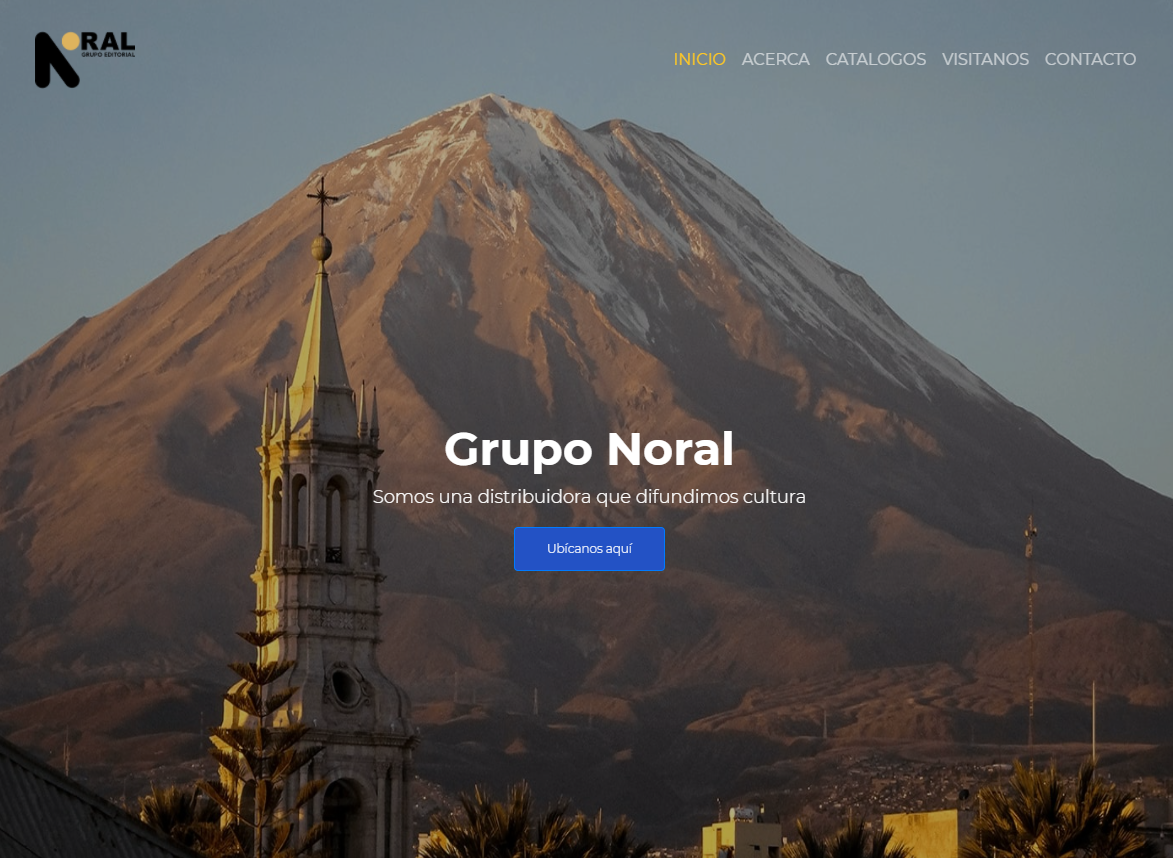 NORAL
GRUPO EDITORIAL
INICIO ACERCA CATALOGOS VISITANOS CONTACTO
Grupo Noral
Somos una distribuidora que difundimos cultura
Ubícanos aquí